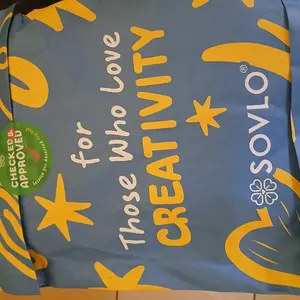 for
Those Who Love
CREATIVITY
SOVLO®
CHECKED &
APPROVED